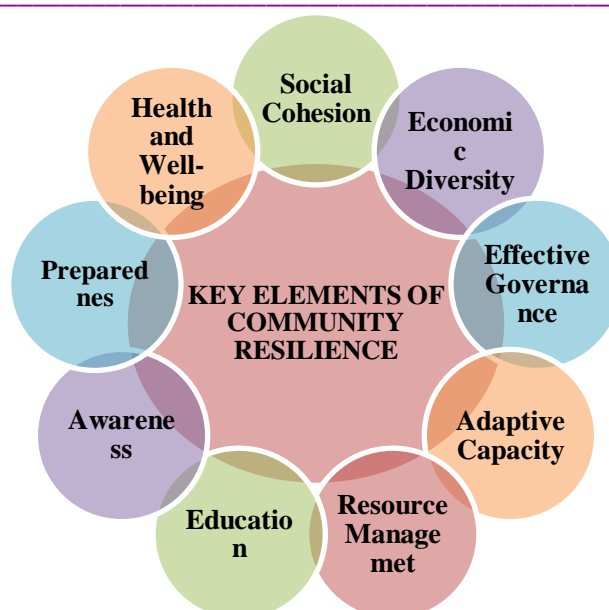 Social
Cohesion
Economi
c
Diversity
Effective
Governa
nce
Adaptive
Capacity
Resource
Manage
met
Educatio
n
Awarene
ss
Prepared
nes
Health
and
Well-
being
KEY ELEMENTS OF
COMMUNITY
RESILIENCE